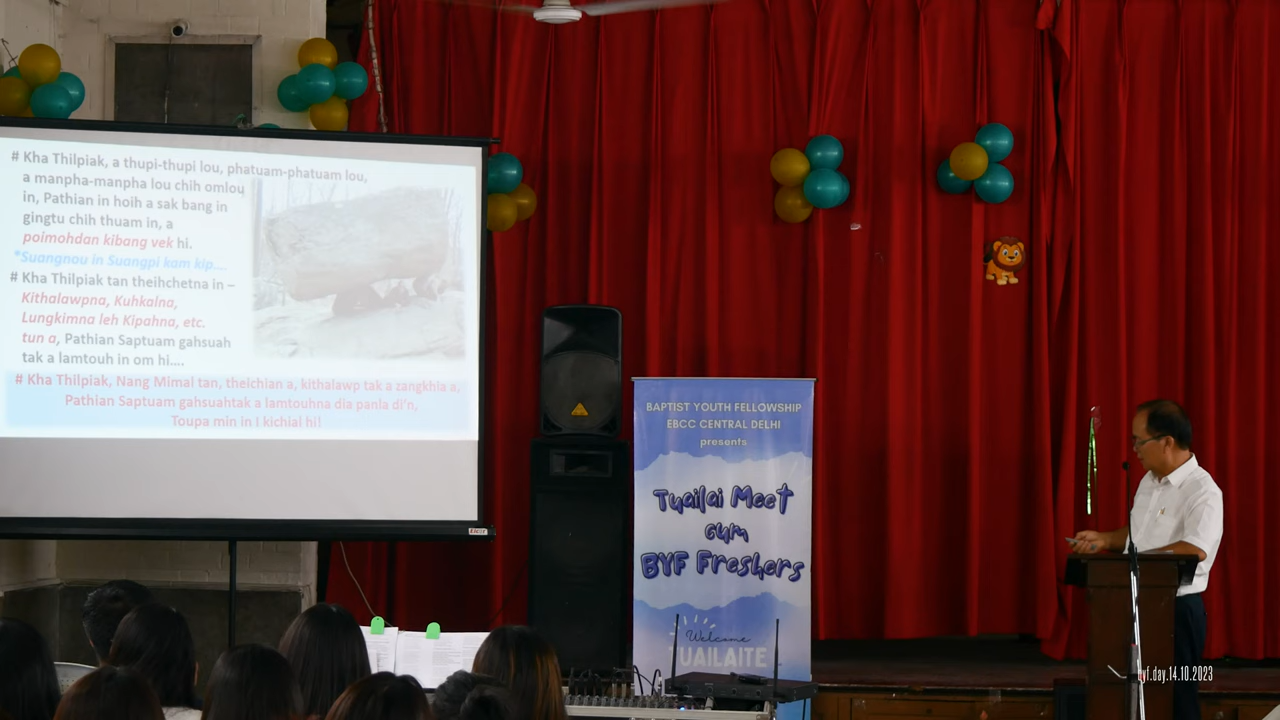 # Kha Thilpiak, a thupi-thupi lou, phatuam-phatuam lou,
a manpha-manpha lou chih omlou
in, Pathian in hoih a sak bang in
gingtu chih thuam in, a
poimohdan kibang vek hi.
*Suangnou in Suangpi kam kip....
# Kha Thilpiak tan theihchetna in –
Kithalawpna, Kuhkalna,
Lungkimna leh Kipahna, etc.
tun a, Pathian Saptuam gahsuah
tak a lamtouh in om hi....
# Kha Thilpiak, Nang Mimal tan, theichian a, kithalawp tak a zangkhia a,
Pathian Saptuam gahsuahtak a lamtouhna dia panla di'n,
Toupa min in I kichial hi!
BAPTIST YOUTH FELLOWSHIP
EBCC CENTRAL DELHI
presents
Tuailai Meet
cum
BYF Freshers
Welcome
TUAILAITE
byf.day.14.10.2023